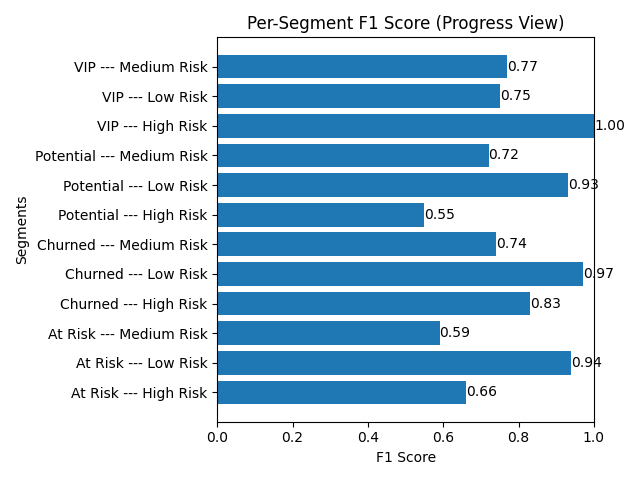 Per-Segment F1 Score (Progress View)
Segments
VIP --- Medium Risk 0.77
VIP --- Low Risk 0.75
VIP --- High Risk 1.00
Potential --- Medium Risk 0.72
Potential --- Low Risk 0.93
Potential --- High Risk 0.55
Churned --- Medium Risk 0.74
Churned --- Low Risk 0.97
Churned --- High Risk 0.83
At Risk --- Medium Risk 0.59
At Risk --- Low Risk 0.94
At Risk --- High Risk 0.66
0.0 0.2 0.4 0.6 0.8 1.0
F1 Score